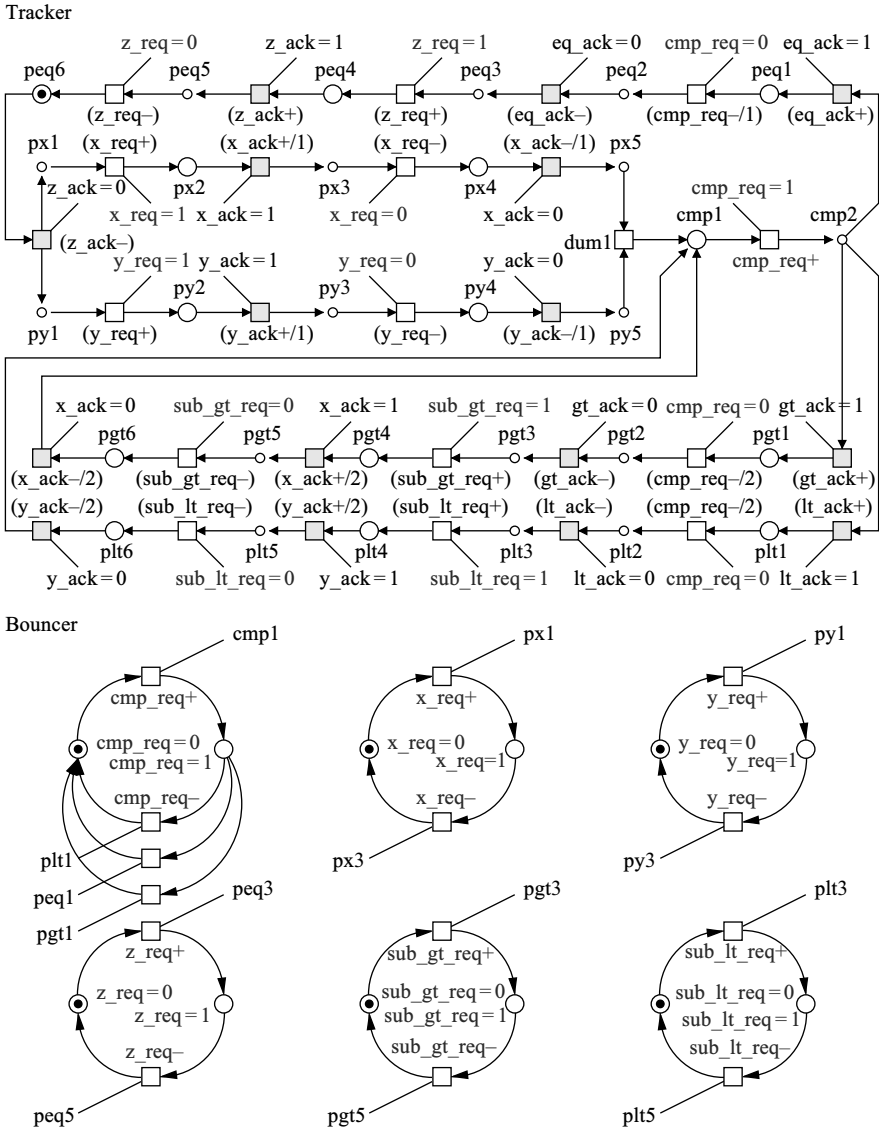 Tracker
z_req=0 z_ack=1 z_req=1 eq_ack=0 cmp_req=0 eq_ack=1
peq6 peq5 peq4 peq3 peq2 peq1
(z_req–) (z_ack+) (z_req+) (eq_ack–) (cmp_req–/1) (eq_ack+)
px1 (x_req+) (x_ack+/1) (x_req–) (x_ack–/1) px5
px2 px3 px4
z_ack=0 x_req=1 x_ack=1 x_req=0 x_ack=0 cmp_req=1
cmp1 cmp2
(z_ack–) dum1
y_req=1 y_ack=1 y_req=0 y_ack=0 cmp_req+
py2 py3 py4
py1 (y_req+) (y_ack+/1) (y_req–) (y_ack–/1) py5
x_ack=0 sub_gt_req=0 x_ack=1 sub_gt_req=1 gt_ack=0 cmp_req=0 gt_ack=1
pgt6 pgt5 pgt4 pgt3 pgt2 pgt1
(x_ack–/2) (sub_gt_req–) (x_ack+/2) (sub_gt_req+) (gt_ack–) (cmp_req–/2) (gt_ack+)
(y_ack–/2) (sub_lt_req–) (y_ack+/2) (sub_lt_req+) (lt_ack–) (cmp_req–/2) (lt_ack+)
plt6 plt5 plt4 plt3 plt2 plt1
y_ack=0 sub_lt_req=0 y_ack=1 sub_lt_req=1 lt_ack=0 cmp_req=0 lt_ack=1
Bouncer
cmp1 px1 py1
cmp_req+ x_req+ y_req+
cmp_req=0 x_req=0 y_req=0
cmp_req=1 x_req=1 y_req=1
cmp_req– x_req– y_req–
plt1 px3 py3
peq1
pgt1
peq3 pgt3 plt3
z_req+ sub_gt_req+ sub_lt_req+
z_req=0 sub_gt_req=0 sub_lt_req=0
z_req=1 sub_gt_req=1 sub_lt_req=1
z_req– sub_gt_req– sub_lt_req–
peq5 pgt5 plt5